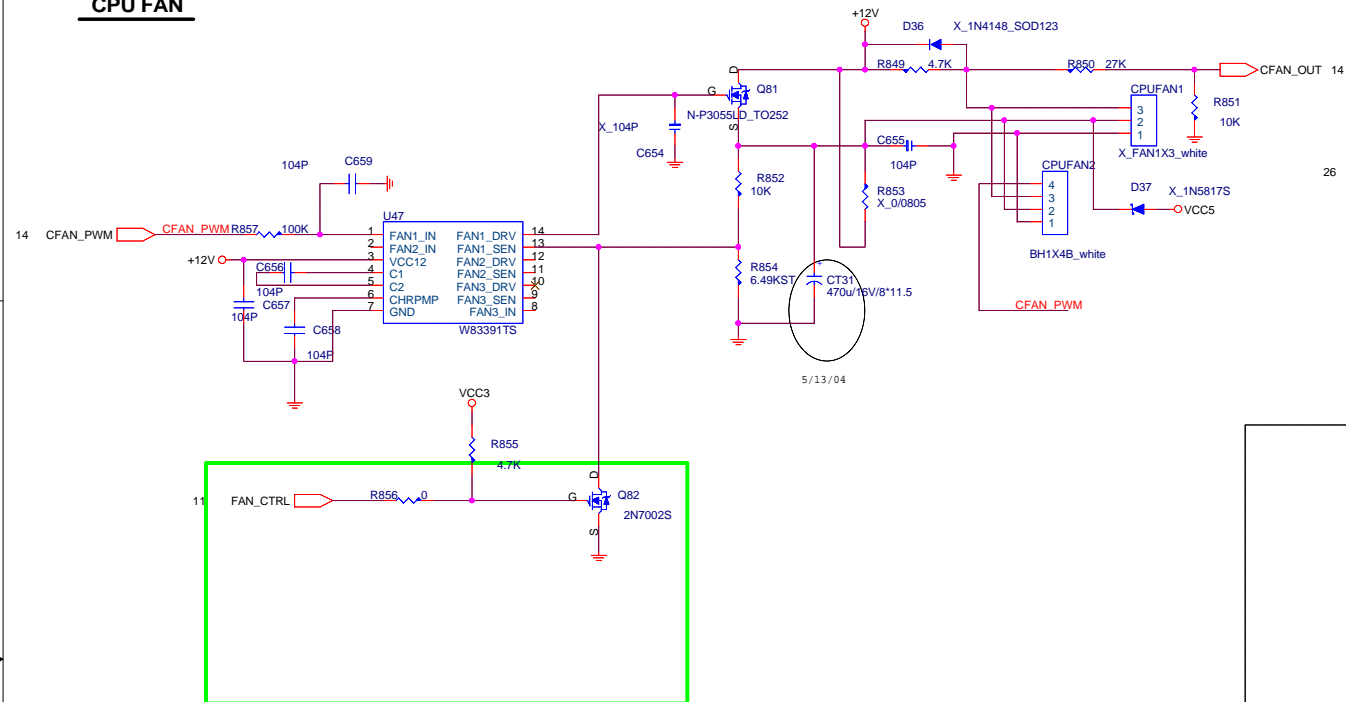 CPU FAN
+12V
D36 X_1N4148_SOD123
R849 4.7K
R850 27K
CFAN_OUT 14
D
G
S
Q81
N-P3055LD_TO252
X_104P
C654
CPUFAN1
3
2
1
X_FAN1X3_white
R851
10K
C655
104P
R852
10K
R853
X_0/0805
CPUFAN2
4
3
2
1
BH1X4B_white
D37 X_1N5817S
VCC5
26
104P C659
14 CFAN_PWM
CFAN_PWM R857 100K
U47
1 FAN1_IN FAN1_DRV 14
2 FAN2_IN FAN1_SEN 13
3 VCC12 FAN2_DRV 12
4 C1 FAN2_SEN 11
5 C2 FAN3_DRV 10
6 CHRPMP FAN3_SEN 9
7 GND FAN3_IN 8
W83391TS
+12V
C656
104P
C657
104P
C658
104P
R854
6.49KST
+
CT31
470u/16V/8*11.5
5/13/04
CFAN_PWM
VCC3
R855
4.7K
11 FAN_CTRL
R856 0
D
G
S
Q82
2N7002S